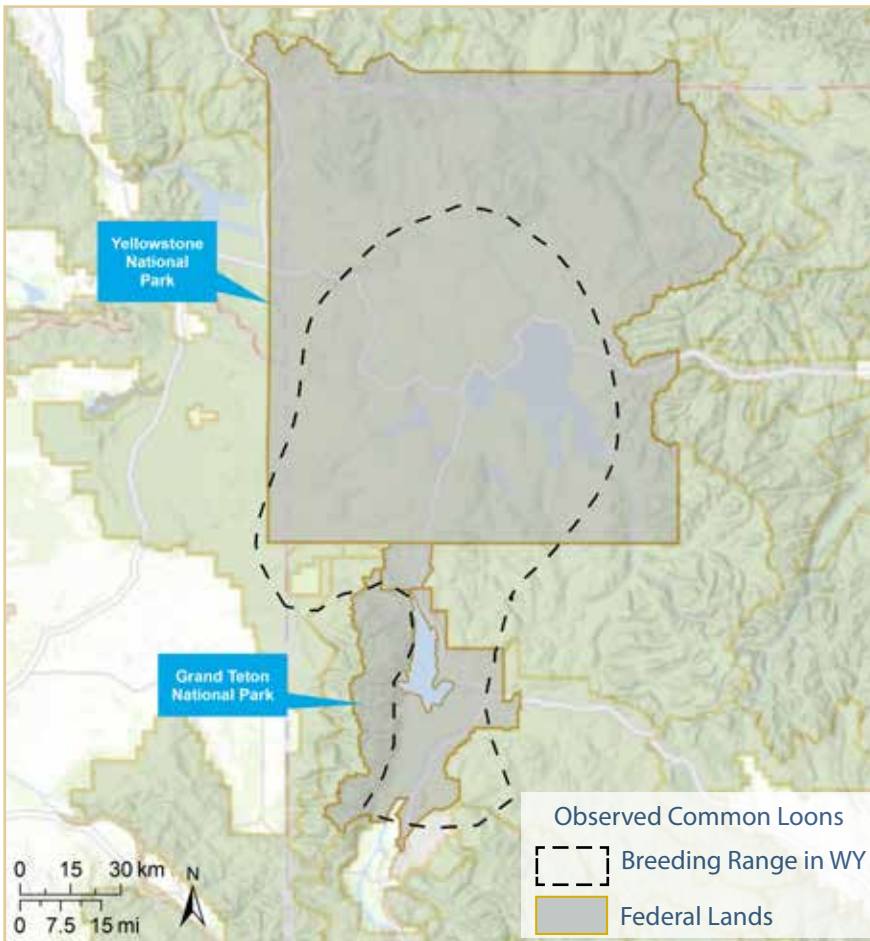 Yellowstone
National
Park
Grand Teton
National Park
Observed Common Loons
Breeding Range in WY
Federal Lands
0 15 30 km
N
0 7.5 15 mi